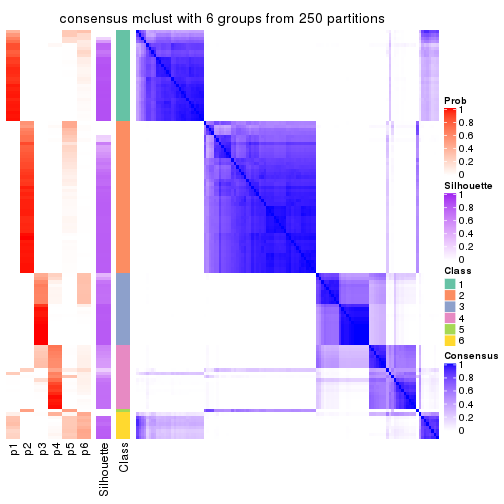 consensus mclust with 6 groups from 250 partitions
Prob
1
0.8
0.6
0.4
0.2
0
Silhouette
1
0.8
0.6
0.4
0.2
0
Class
1
2
3
4
5
6
Consensus
1
0.8
0.6
0.4
0.2
0
p1
p2
p3
p4
p5
p6
Silhouette
Class